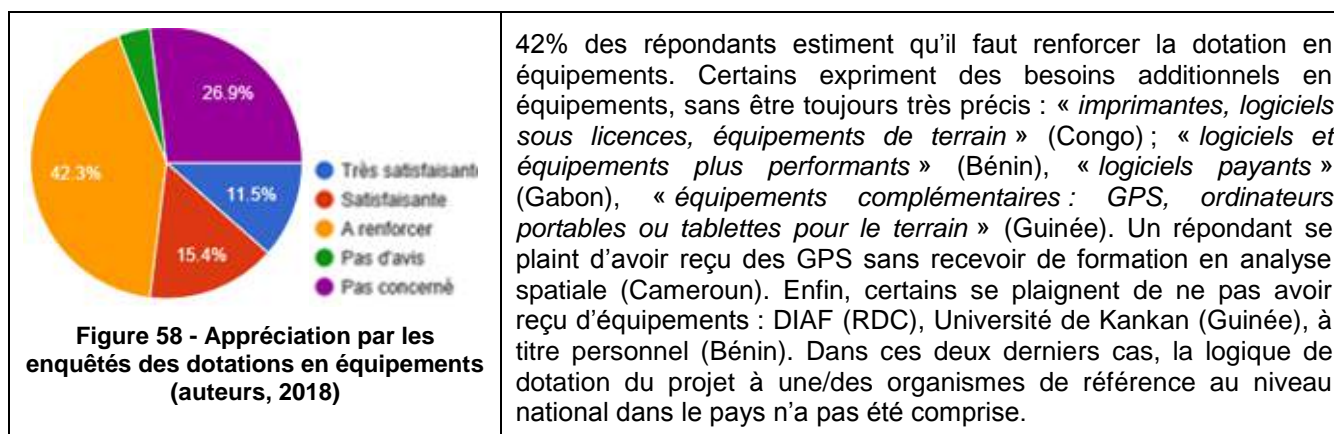 26.9%
42.3%
11.5%
15.4%
Très satisfaisant
Satisfaisante
A renforcer
Pas d'avis
Pas concerné
Figure 58 - Appréciation par les
enquêtés des dotations en équipements
(auteurs, 2018)
42% des répondants estiment qu'il faut renforcer la dotation en
équipements. Certains expriment des besoins additionnels en
équipements, sans être toujours très précis : « imprimantes, logiciels
sous licences, équipements de terrain » (Congo) ; « logiciels et
équipements plus performants » (Bénin), « logiciels payants »
(Gabon), « équipements complémentaires : GPS, ordinateurs
portables ou tablettes pour le terrain » (Guinée). Un répondant se
plaint d'avoir reçu des GPS sans recevoir de formation en analyse
spatiale (Cameroun). Enfin, certains se plaignent de ne pas avoir
reçu d'équipements : DIAF (RDC), Université de Kankan (Guinée), à
titre personnel (Bénin). Dans ces deux derniers cas, la logique de
dotation du projet à une/des organismes de référence au niveau
national dans le pays n'a pas été comprise.